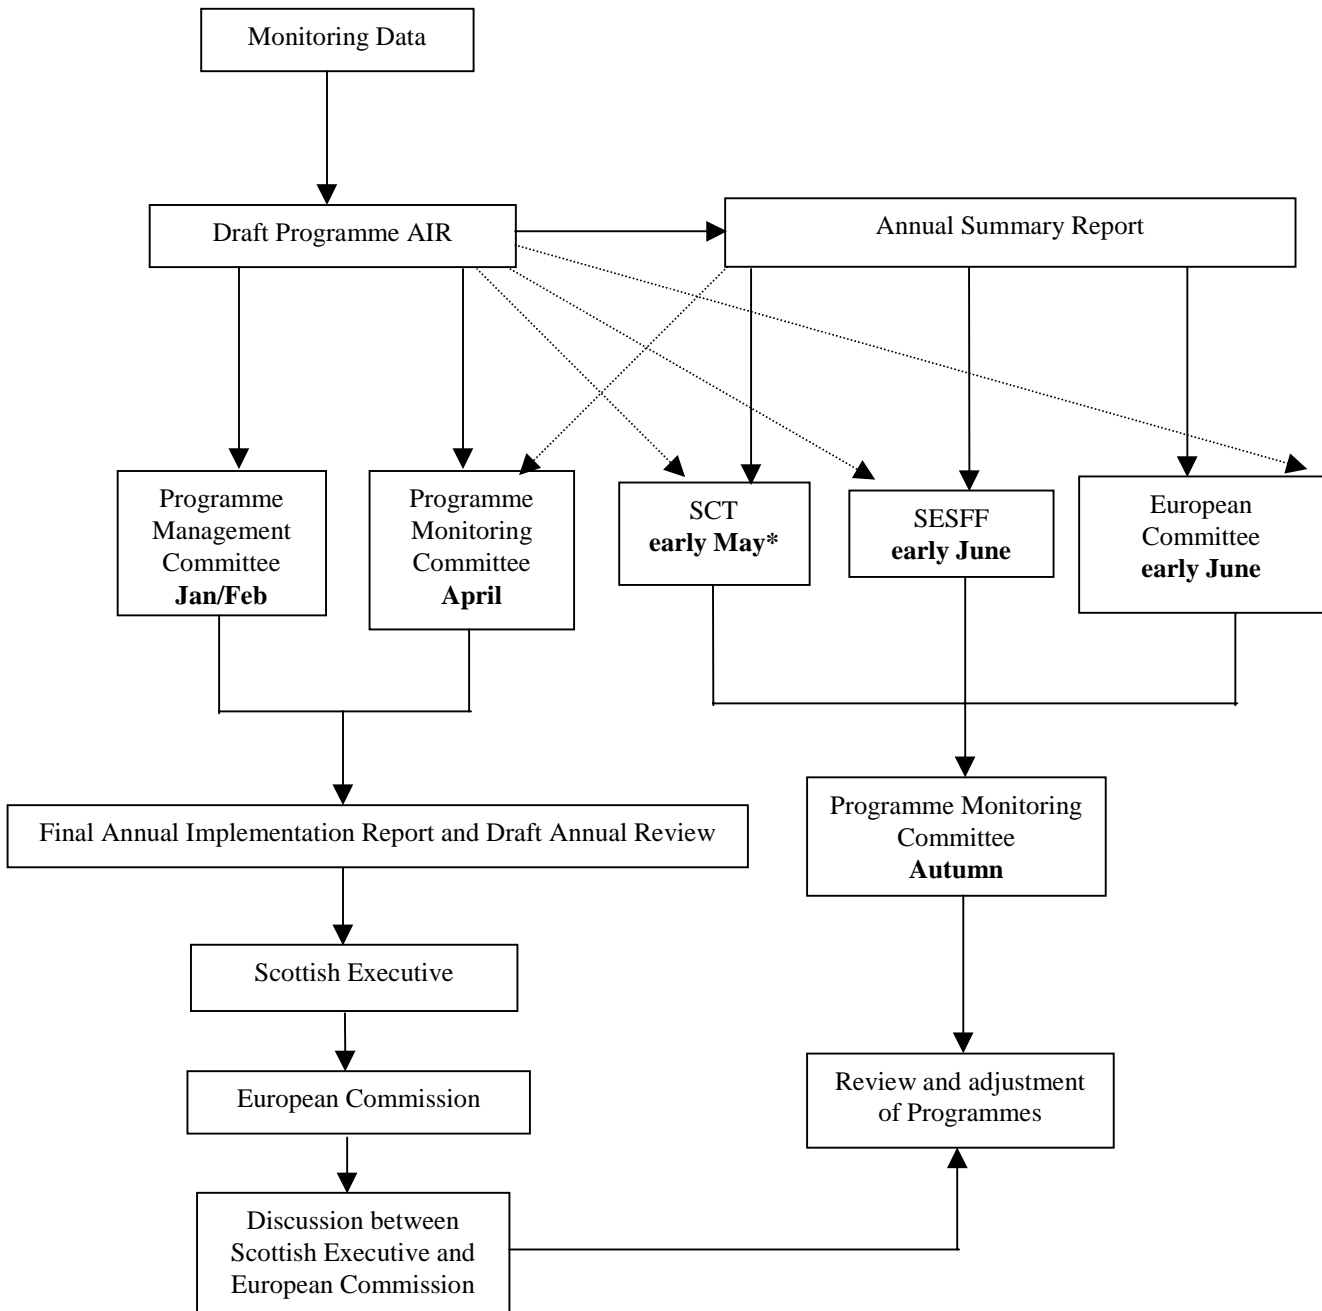 Monitoring Data
Draft Programme AIR
Annual Summary Report
Programme
Management
Committee
Jan/Feb
Programme
Monitoring
Committee
April
SCT
early May*
SESFF
early June
European
Committee
early June
Final Annual Implementation Report and Draft Annual Review
Programme Monitoring
Committee
Autumn
Scottish Executive
European Commission
Review and adjustment
of Programmes
Discussion between
Scottish Executive and
European Commission